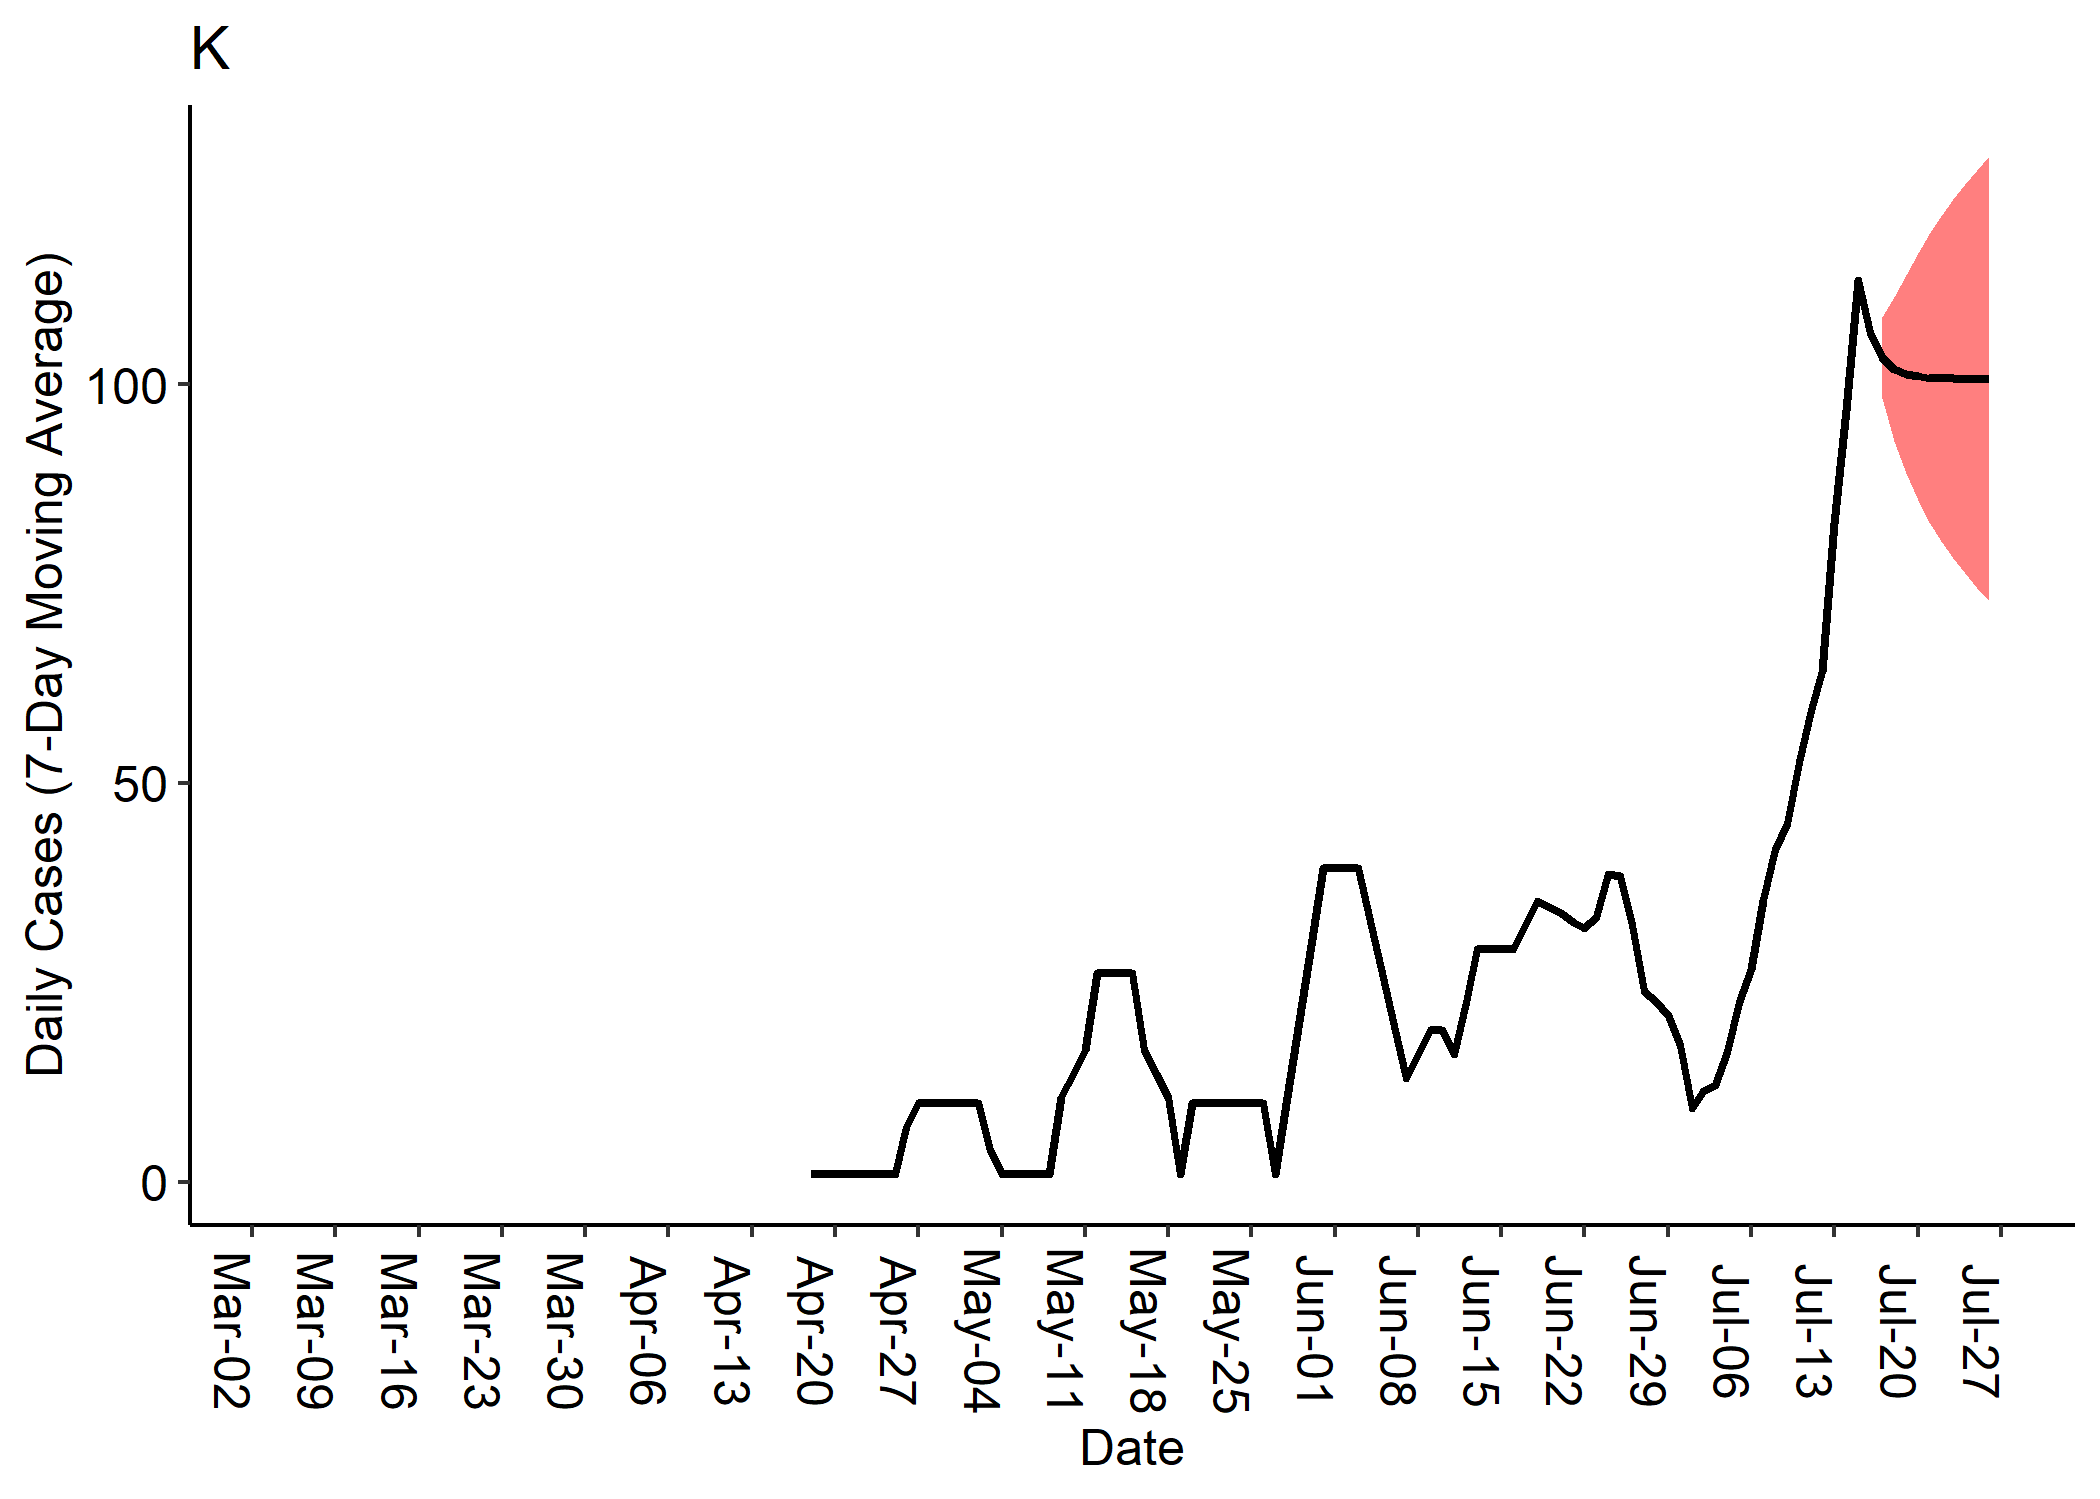 K
Daily Cases (7-Day Moving Average)
100
50
0
Mar-02
Mar-09
Mar-16
Mar-23
Mar-30
Apr-06
Apr-13
Apr-20
Apr-27
May-04
May-11
May-18
May-25
Jun-01
Jun-08
Jun-15
Jun-22
Jun-29
Jul-06
Jul-13
Jul-20
Jul-27
Date